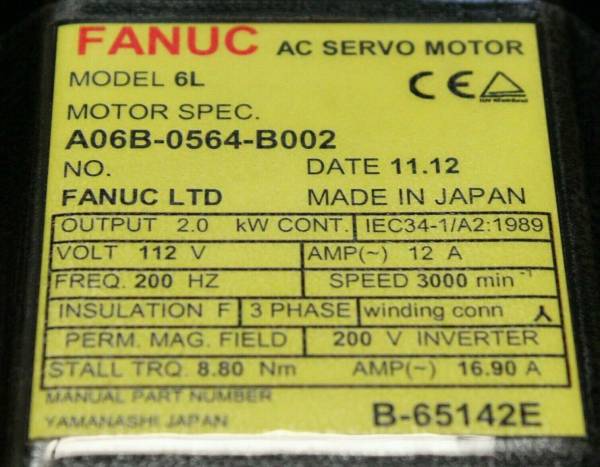 FANUC AC SERVO MOTOR
MODEL 6L
MOTOR SPEC.
A06B-0564-B002
NO. DATE 11.12
FANUC LTD MADE IN JAPAN
OUTPUT 2.0 kW CONT. IEC34-1/A2:1989
VOLT 112 V AMP(~) 12 A
FREQ. 200 HZ SPEED 3000 min⁻¹
INSULATION F 3 PHASE winding conn
PERM. MAG. FIELD 200 V INVERTER
STALL TRQ. 8.80 Nm AMP(~) 16.90 A
MANUAL PART NUMBER
YAMANASHI JAPAN B-65142E